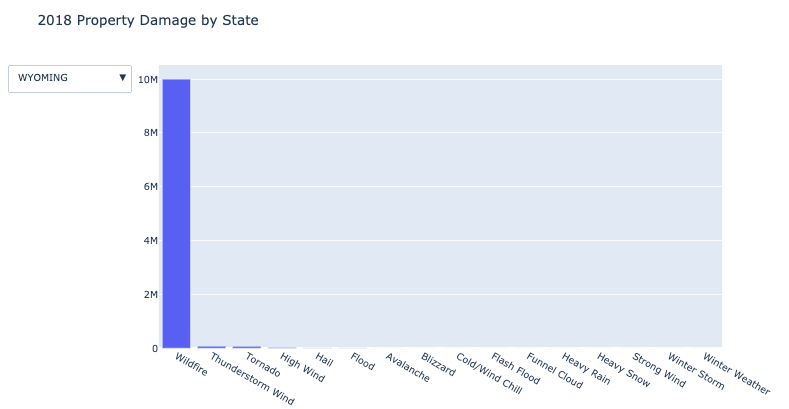 2018 Property Damage by State
WYOMING ▼
10M
8M
6M
4M
2M
0
Wildfire
Thunderstorm Wind
Tornado
High Wind
Hail
Flood
Avalanche
Blizzard
Cold/Wind Chill
Flash Flood
Funnel Cloud
Heavy Rain
Heavy Snow
Strong Wind
Winter Storm
Winter Weather